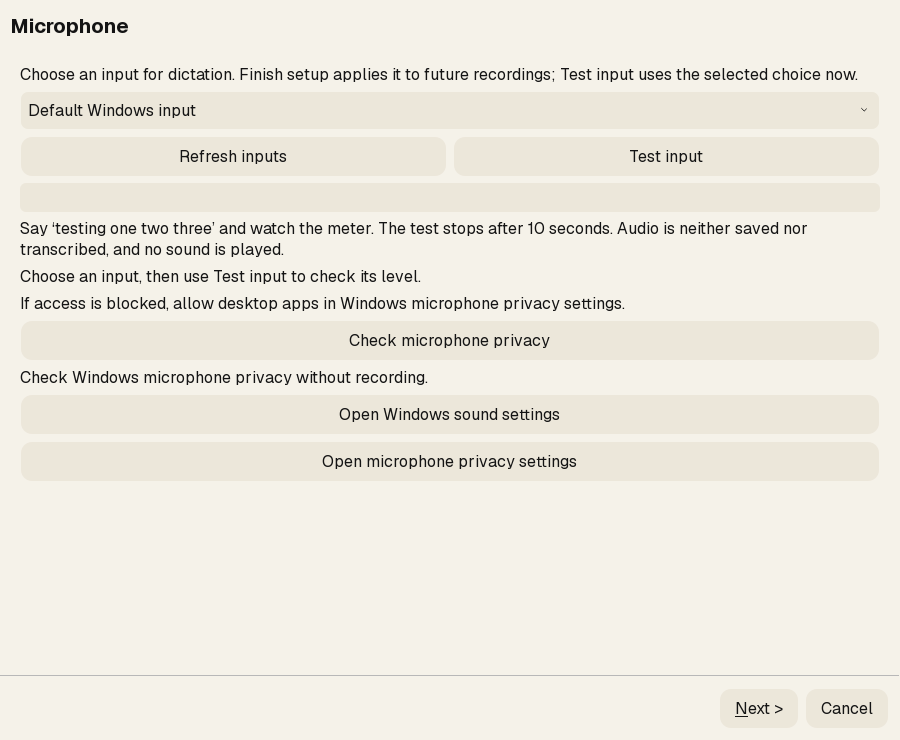 Microphone
Choose an input for dictation. Finish setup applies it to future recordings; Test input uses the selected choice now.
Default Windows input
Refresh inputs
Test input
Say ‘testing one two three’ and watch the meter. The test stops after 10 seconds. Audio is neither saved nor
transcribed, and no sound is played.
Choose an input, then use Test input to check its level.
If access is blocked, allow desktop apps in Windows microphone privacy settings.
Check microphone privacy
Check Windows microphone privacy without recording.
Open Windows sound settings
Open microphone privacy settings
Next >
Cancel